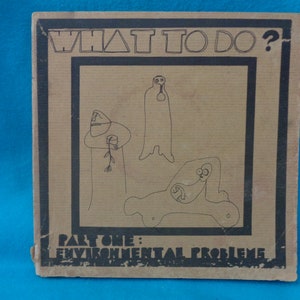 WHAT TO DO?
PART ONE:
ENVIRONMENTAL PROBLEMS